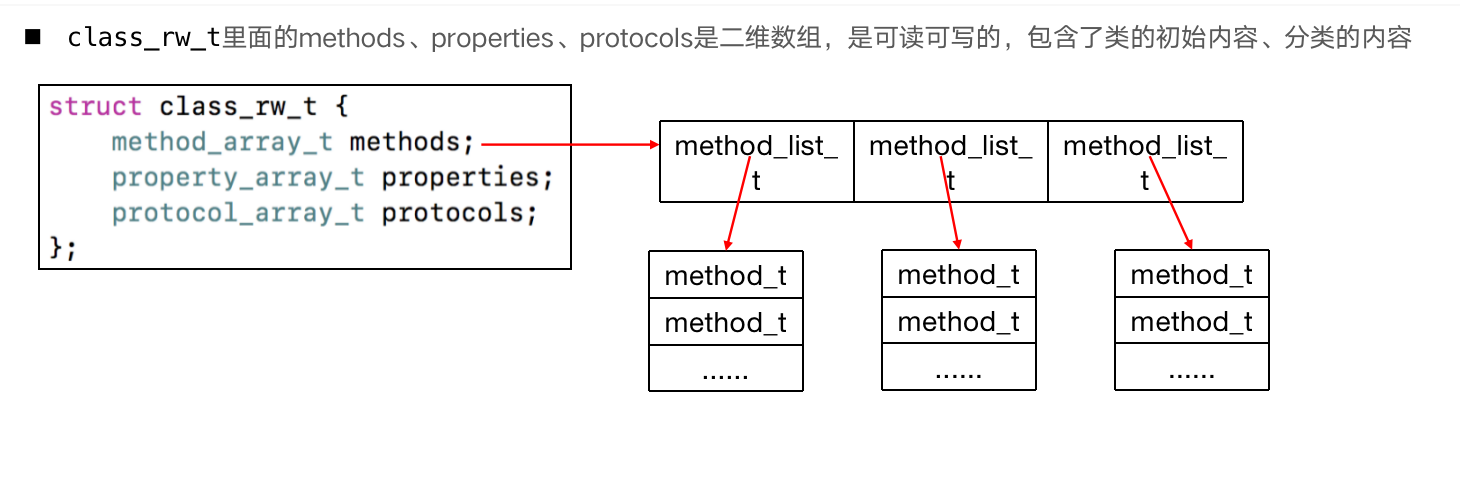 ■ class_rw_t里面的methods、properties、protocols是二维数组，是可读可写的，包含了类的初始内容、分类的内容
struct class_rw_t {
method_array_t methods;
property_array_t properties;
protocol_array_t protocols;
};
method_list_
t
method_list_
t
method_list_
t
method_t
method_t
......
method_t
method_t
......
method_t
method_t
......